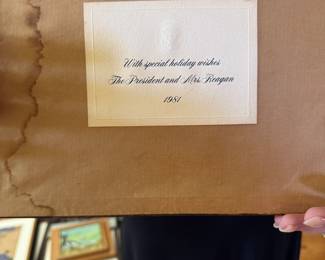 With special holiday wishes
The President and Mrs. Reagan
1981